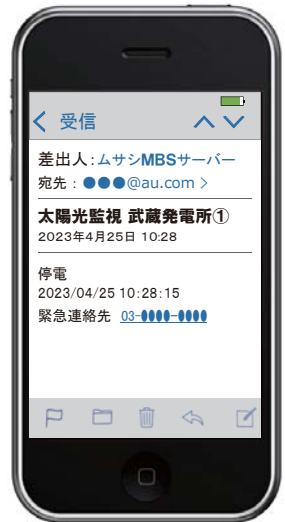 受信
差出人：ムサシMBSサーバー
宛先：●●●@au.com >
太陽光監視 武蔵発電所①
2023年4月25日 10:28
停電
2023/04/25 10:28:15
緊急連絡先 03-●●●●-●●●●